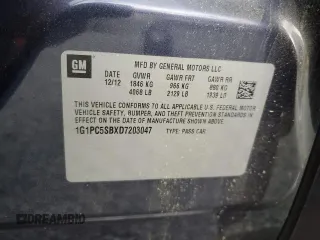 GM
MFD BY GENERAL MOTORS LLC
DATE GVWR GAWR FRT GAWR RR
12/12 1846 KG 966 KG 880 KG
4068 LB 2129 LB 1939 LB
THIS VEHICLE CONFORMS TO ALL APPLICABLE U.S. FEDERAL MOTOR
VEHICLE SAFETY, BUMPER, AND THEFT PREVENTION STANDARDS IN
EFFECT ON THE DATE OF MANUFACTURE SHOWN ABOVE.
1G1PC5SBXD7203047 TYPE: PASS CAR
DREAMBID